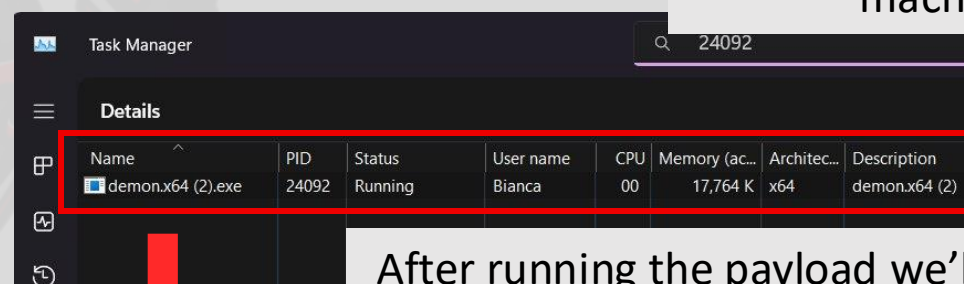 mach
Task Manager
24092
Details
Name PID Status User name CPU Memory (ac... Architec... Description
demon.x64 (2).exe 24092 Running Bianca 00 17,764 K x64 demon.x64 (2)
After running the payload we'l